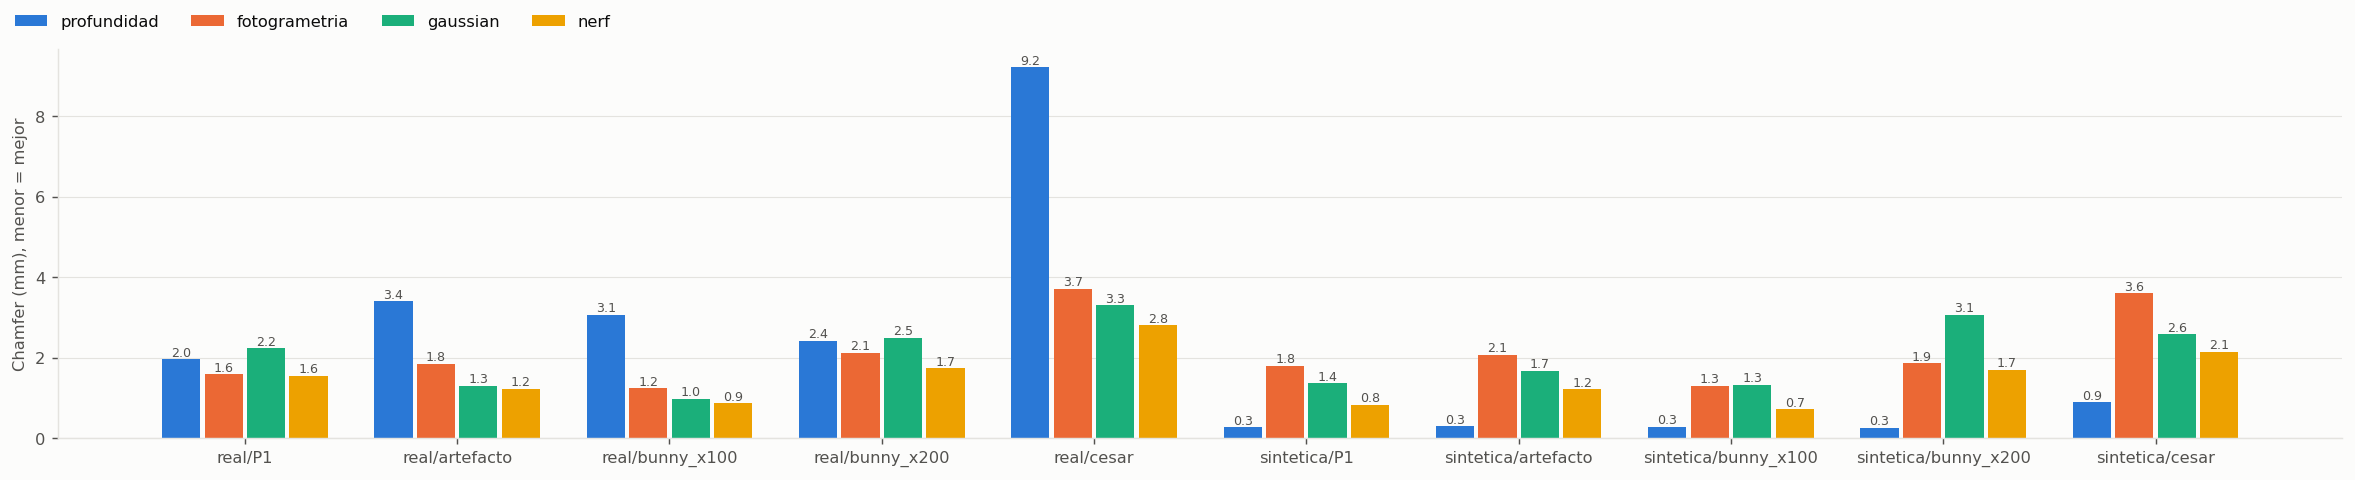 profundidad fotogrametria gaussian nerf
Chamfer (mm), menor = mejor
8
6
4
2
0
2.0 1.6 2.2 1.6
3.4 1.8 1.3 1.2
3.1 1.2 1.0 0.9
2.4 2.1 2.5 1.7
9.2 3.7 3.3 2.8
0.3 1.8 1.4 0.8
0.3 2.1 1.7 1.2
0.3 1.3 1.3 0.7
0.3 1.9 3.1 1.7
0.9 3.6 2.6 2.1
real/P1 real/artefacto real/bunny_x100 real/bunny_x200 real/cesar sintetica/P1 sintetica/artefacto sintetica/bunny_x100 sintetica/bunny_x200 sintetica/cesar